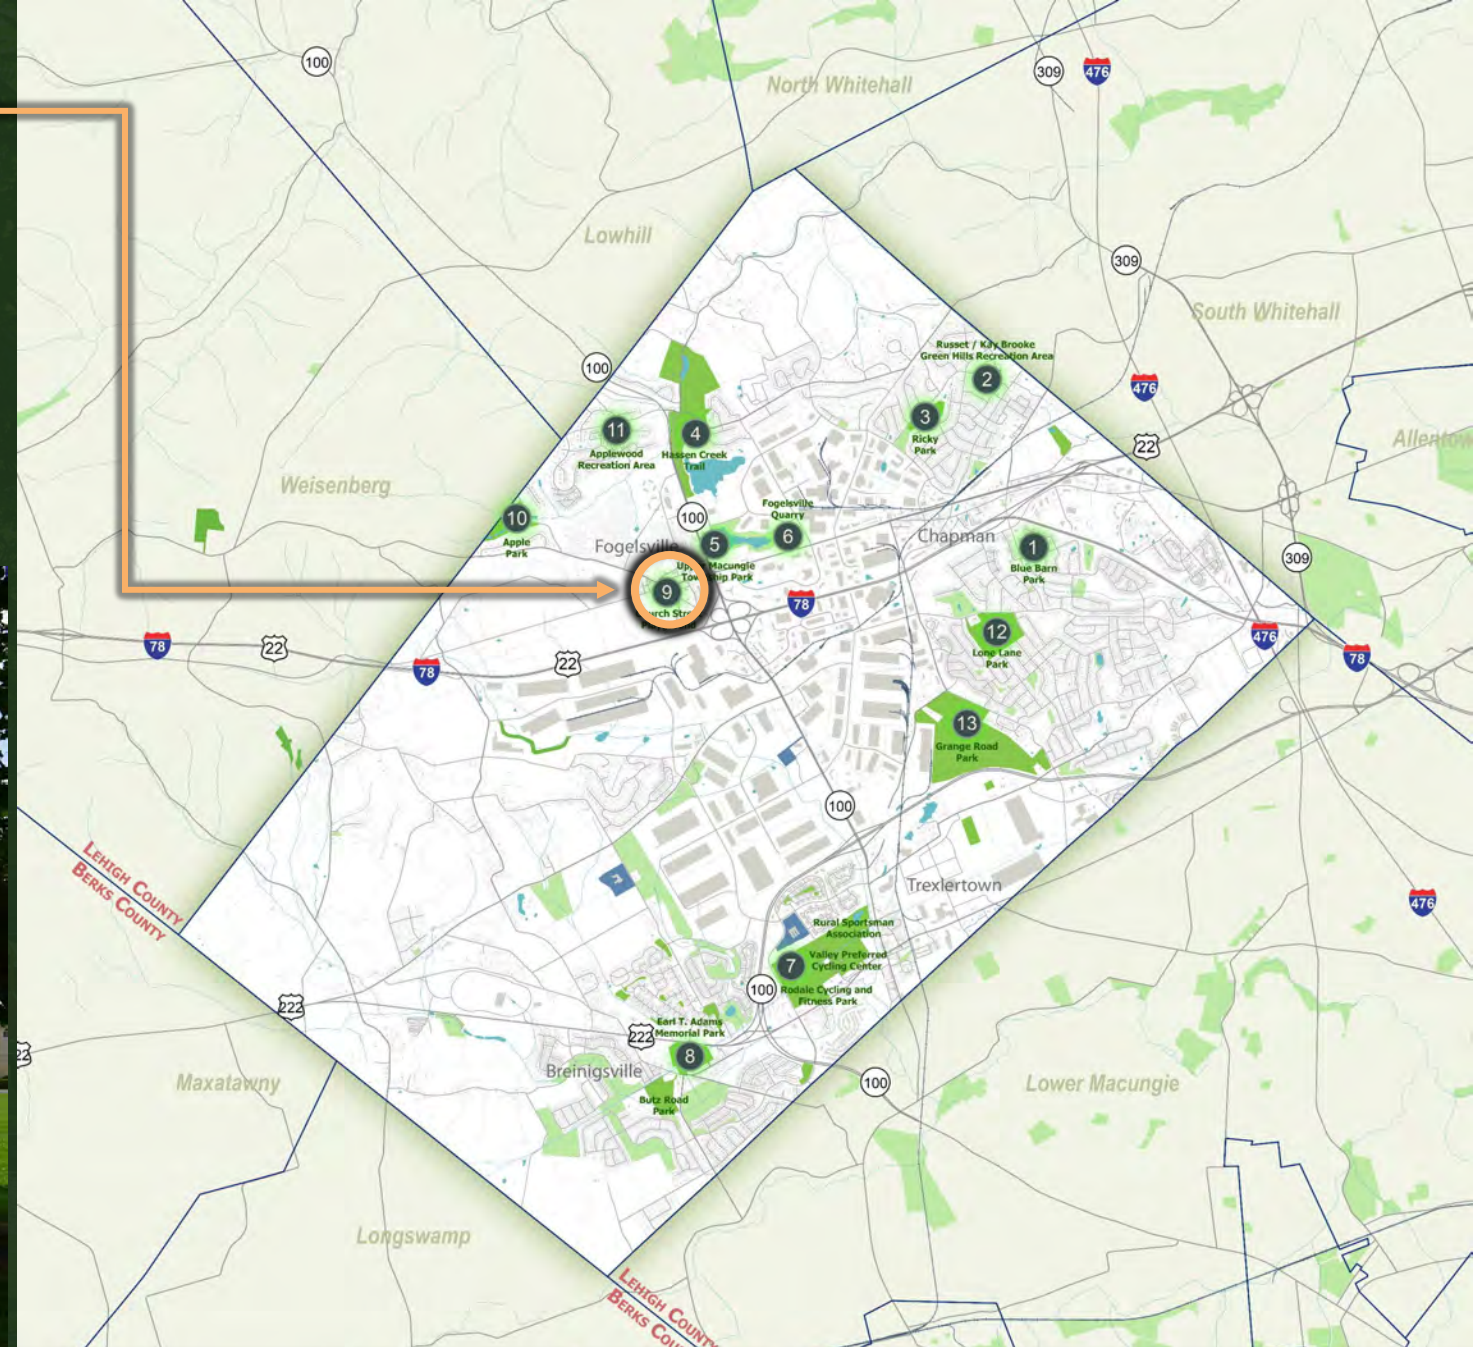 100
North Whitehall
309
476
Lowhill
309
South Whitehall
Russet / Kay Brooke
Green Hills Recreation Area
100
2
476
3
Ricky
Park
11
Applewood
Recreation Area
4
Hassen Creek
Trail
22
Weisenberg
10
Apple
Park
100
Fogelsville
Quarry
6
Fogelsville
5
Upper Macungie
Township Park
Chapman
1
Blue Barn
Park
309
9
78
12
Lone Lane
Park
476
78
78
22
78
22
13
Grange Road
Park
100
Lehigh County
Berks County
Trexlertown
476
Rural Sportsman
Association
7
Valley Preferred
Cycling Center
Rodale Cycling and
Fitness Park
100
222
Earl T. Adams
Memorial Park
222
8
Breinigsville
Butz Road
Park
Maxatawny
100
Lower Macungie
Longswamp
Lehigh County
Berks